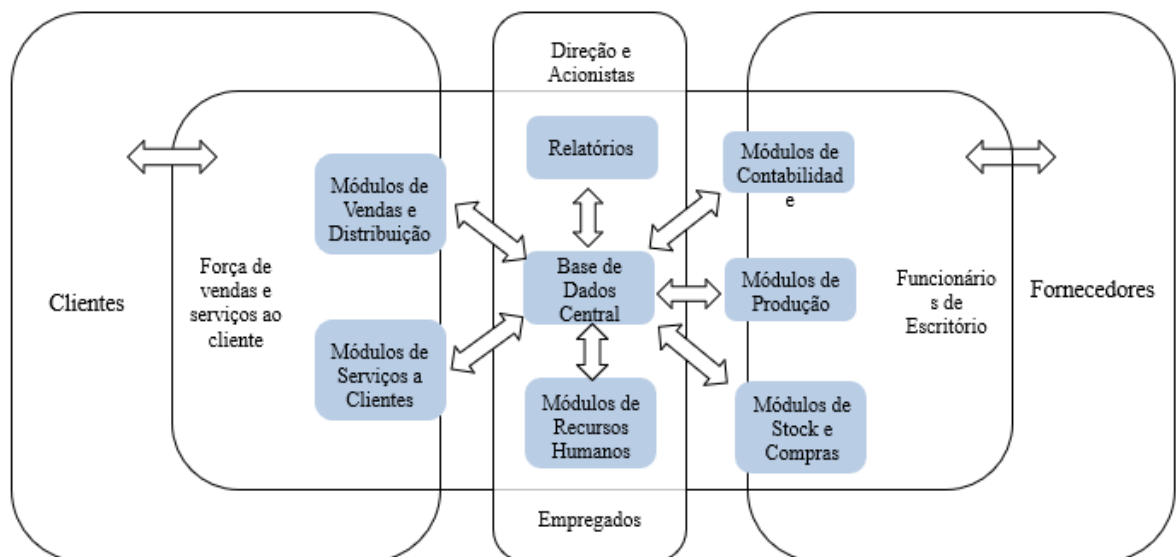 Direção e
Acionistas
Relatórios
Módulos de
Contabilidad
e
Módulos de
Vendas e
Distribuição
Clientes
Força de
vendas e
serviços ao
cliente
Base de
Dados
Central
Módulos de
Produção
Funcionário
s de
Escritório
Fornecedores
Módulos de
Serviços a
Clientes
Módulos de
Recursos
Humanos
Módulos de
Stock e
Compras
Empregados